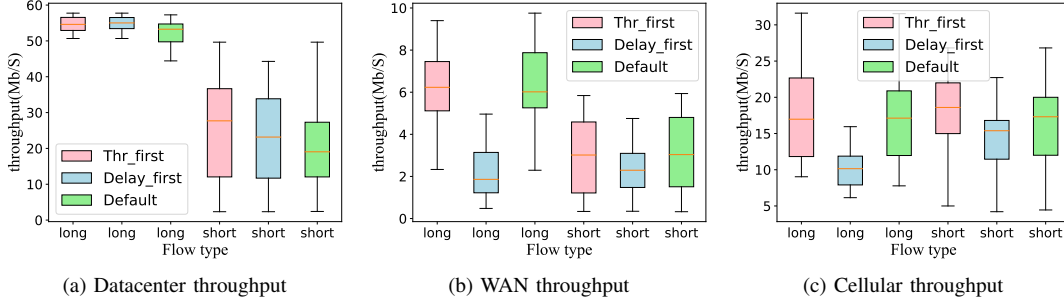 throughput(Mb/S)
60
50
40
30
20
10
0
Thr_first
Delay_first
Default
long long long short short short
Flow type
(a) Datacenter throughput
throughput(Mb/S)
10
8
6
4
2
0
Thr_first
Delay_first
Default
long long long short short short
Flow type
(b) WAN throughput
throughput(Mb/S)
30
25
20
15
10
5
Thr_first
Delay_first
Default
long long long short short short
Flow type
(c) Cellular throughput